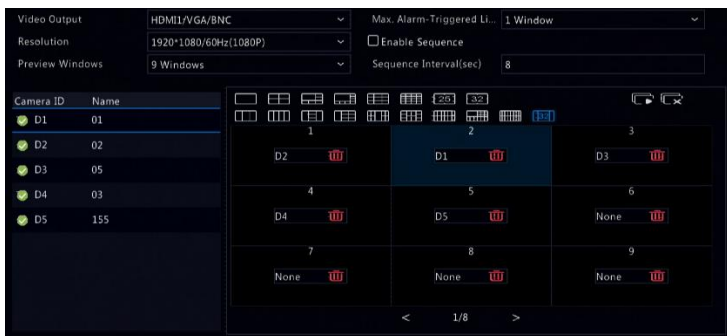 Video Output HDMI1/VGA/BNC Max. Alarm-Triggered Li... 1 Window
Resolution 1920*1080/60Hz(1080P) Enable Sequence
Preview Windows 9 Windows Sequence Interval(sec) 8
Camera ID Name
D1 01
D2 02
D3 05
D4 03
D5 155
25 32
1 2 3
D2 D1 D3
4 5 6
D4 D5 None
7 8 9
None None None
< 1/8 >